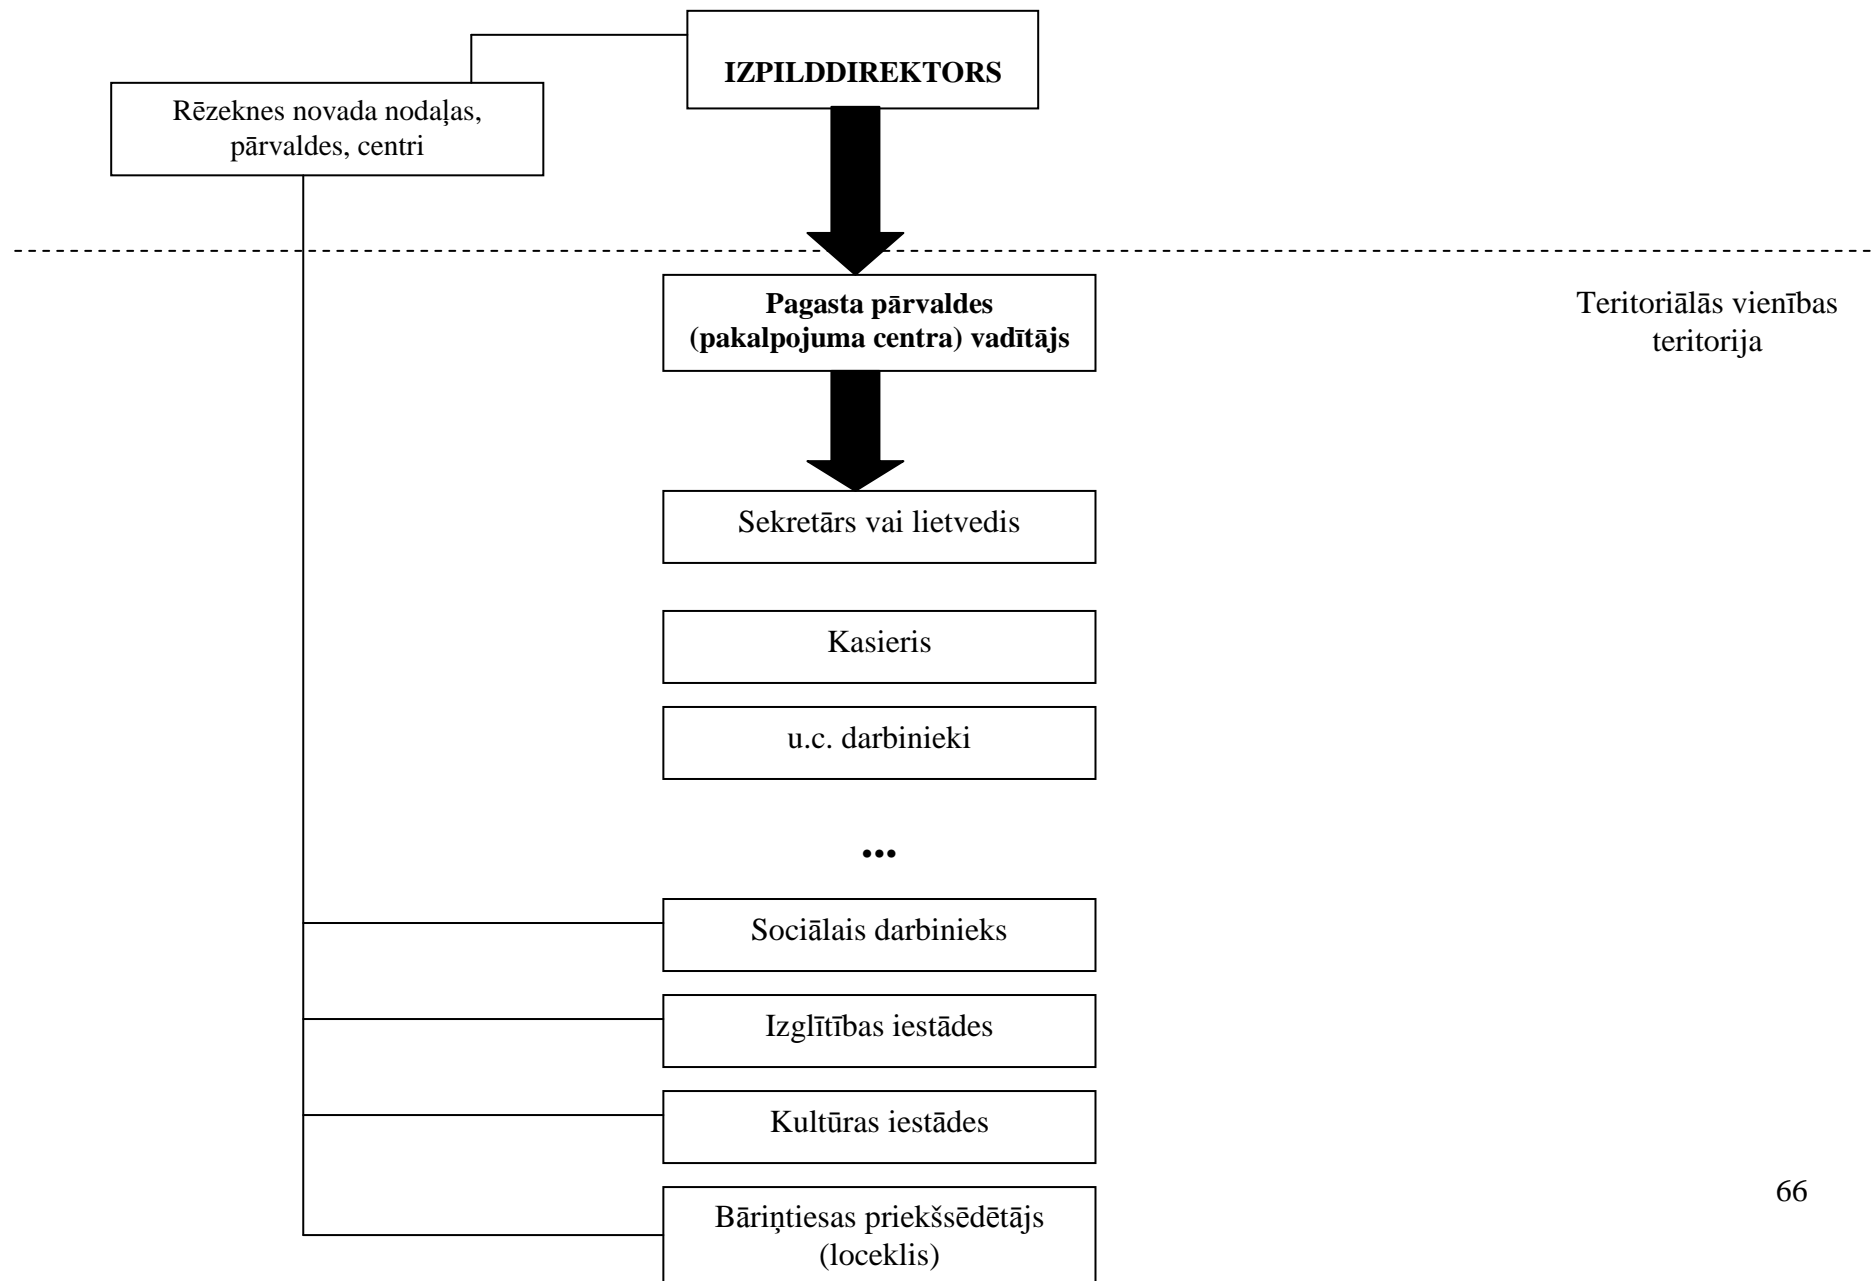 IZPILDDIREKTORS
Rēzeknes novada nodaļas,
pārvaldes, centri
Pagasta pārvaldes
(pakalpojuma centra) vadītājs
Teritoriālās vienības
teritorija
Sekretārs vai lietvedis
Kasieris
u.c. darbinieki
...
Sociālais darbinieks
Izglītības iestādes
Kultūras iestādes
Bāriņtiesas priekšsēdētājs
(loceklis)
66